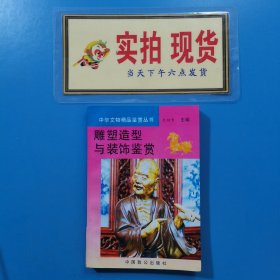 实拍 现货
当天下午六点发货
中华文物精品鉴赏丛书
主编
雕塑造型
与装饰鉴赏
中国致公出版社